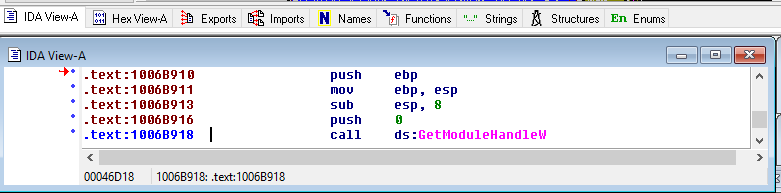 IDA View-A Hex View-A Exports Imports N Names Functions "..." Strings Structures En Enums
IDA View-A
.text:1006B910 push ebp
.text:1006B911 mov ebp, esp
.text:1006B913 sub esp, 8
.text:1006B916 push 0
.text:1006B918 call ds:GetModuleHandleW
00046D18 1006B918: .text:1006B918